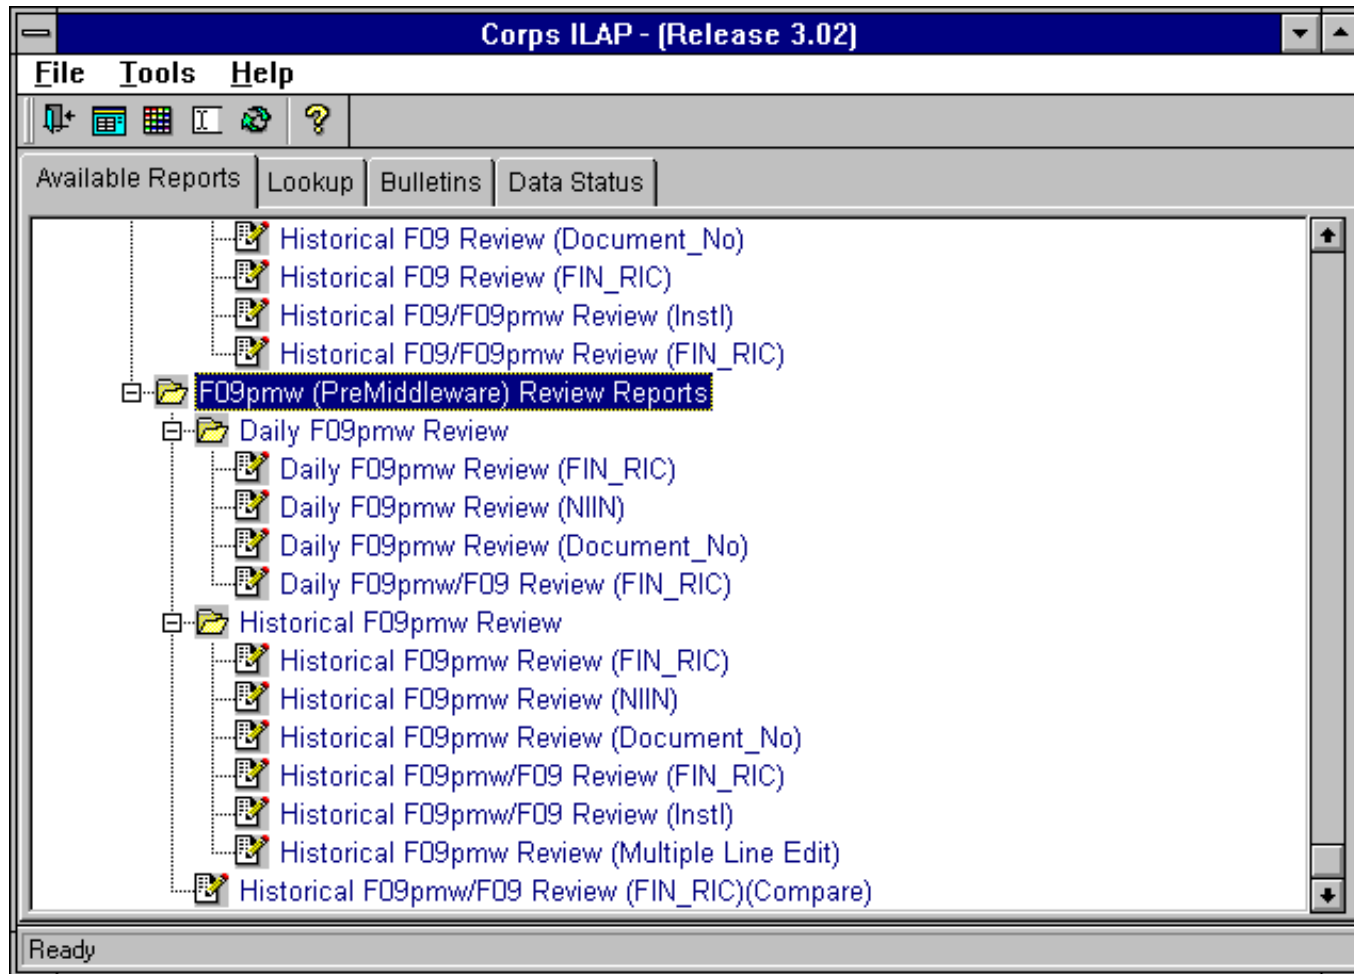 Corps ILAP - (Release 3.02)
File Tools Help
Available Reports Lookup Bulletins Data Status
Historical F09 Review (Document_No)
Historical F09 Review (FIN_RIC)
Historical F09/F09pmw Review (Instl)
Historical F09/F09pmw Review (FIN_RIC)
F09pmw (PreMiddleware) Review Reports
Daily F09pmw Review
Daily F09pmw Review (FIN_RIC)
Daily F09pmw Review (NIIN)
Daily F09pmw Review (Document_No)
Daily F09pmw/F09 Review (FIN_RIC)
Historical F09pmw Review
Historical F09pmw Review (FIN_RIC)
Historical F09pmw Review (NIIN)
Historical F09pmw Review (Document_No)
Historical F09pmw/F09 Review (FIN_RIC)
Historical F09pmw/F09 Review (Instl)
Historical F09pmw Review (Multiple Line Edit)
Historical F09pmw/F09 Review (FIN_RIC)(Compare)
Ready